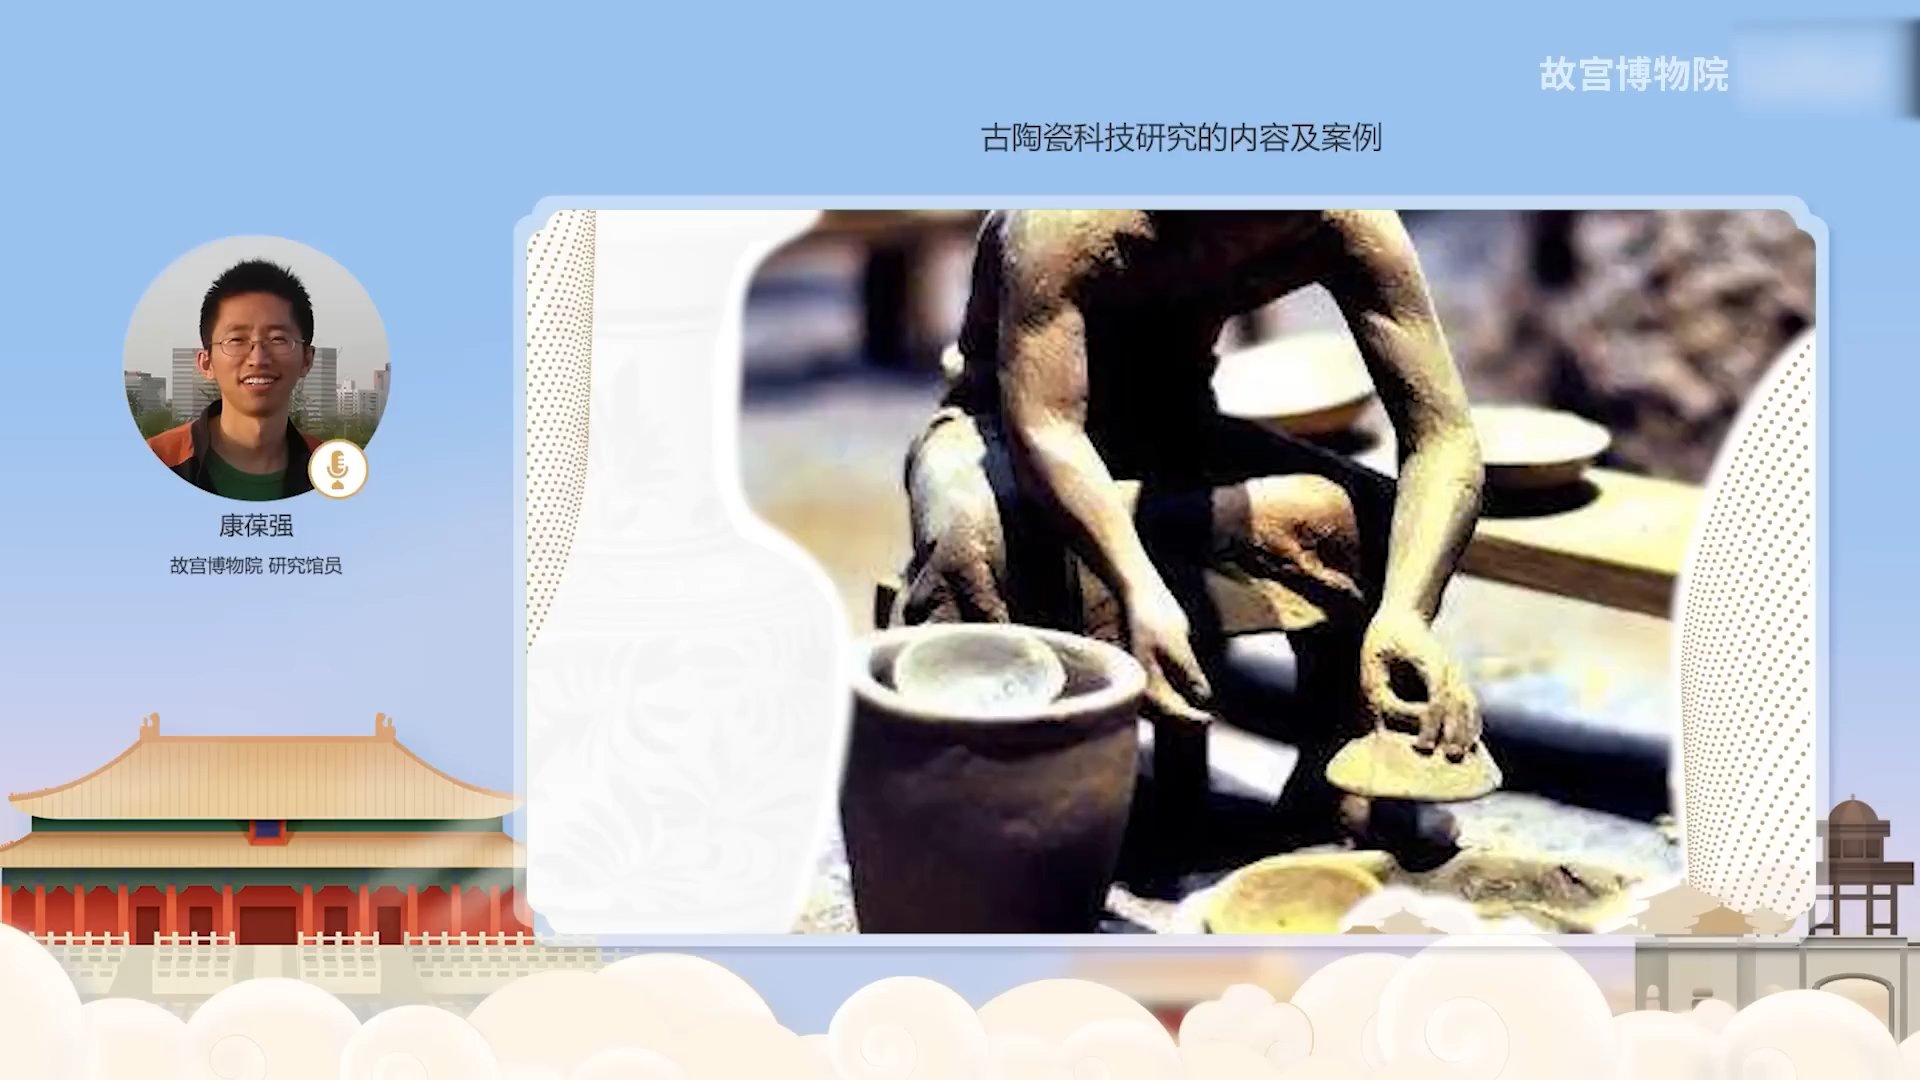 故宫博物院
古陶瓷科技研究的内容及案例
康葆强
故宫博物院 研究馆员